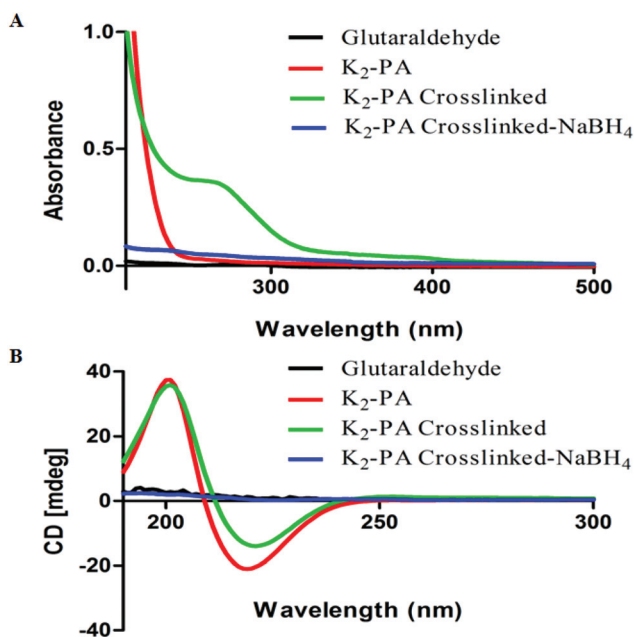 A
Absorbance
1.0
0.5
0.0
300
400
500
Wavelength (nm)
Glutaraldehyde
K₂-PA
K₂-PA Crosslinked
K₂-PA Crosslinked-NaBH₄
B
CD [mdeg]
40
20
0
-20
-40
200
250
300
Wavelength (nm)
Glutaraldehyde
K₂-PA
K₂-PA Crosslinked
K₂-PA Crosslinked-NaBH₄